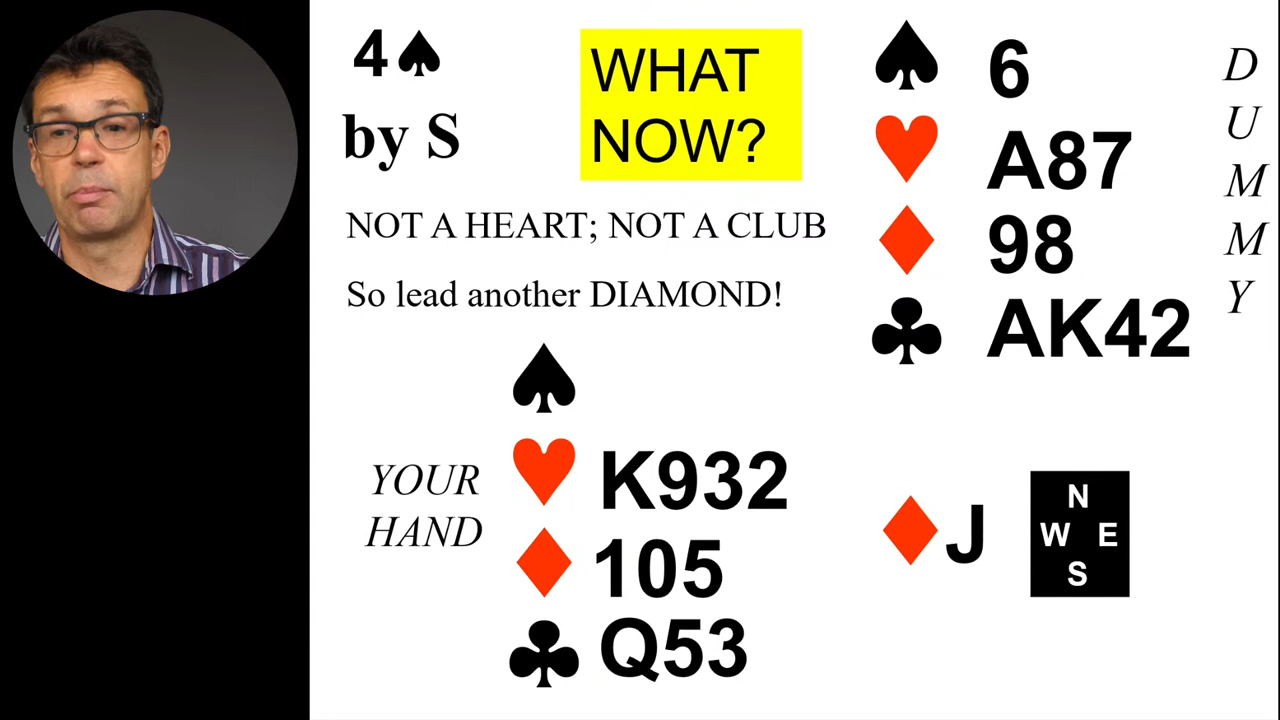 4♠
by S
WHAT
NOW?
NOT A HEART; NOT A CLUB
So lead another DIAMOND!
♠ 6
♥ A87
♦ 98
♣ AK42
DUMMY
YOUR
HAND
♠
♥ K932
♦ 105
♣ Q53
♦ J
N
W E
S